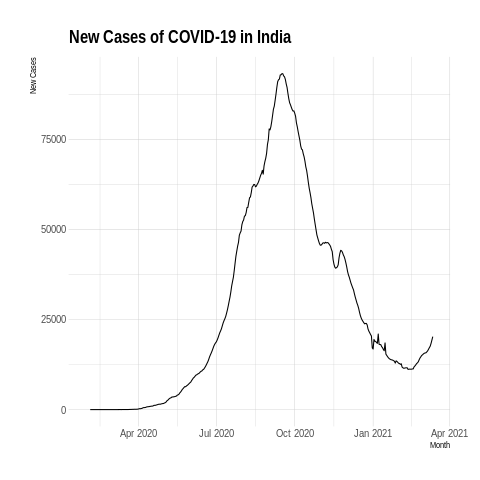 New Cases of COVID-19 in India
New Cases
75000
50000
25000
0
Apr 2020 Jul 2020 Oct 2020 Jan 2021 Apr 2021
Month